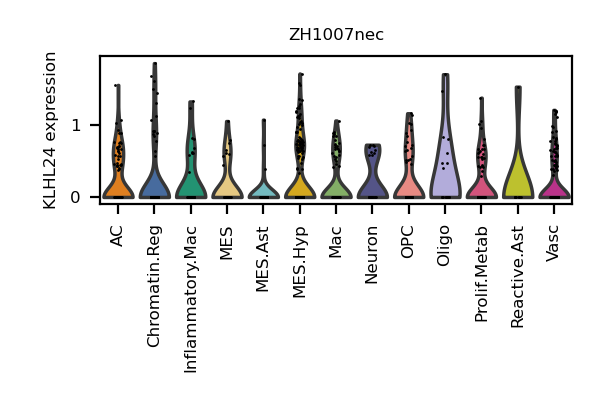 ZH1007nec
KLHL24 expression
1
0
AC
Chromatin.Reg
Inflammatory.Mac
MES
MES.Ast
MES.Hyp
Mac
Neuron
OPC
Oligo
Prolif.Metab
Reactive.Ast
Vasc